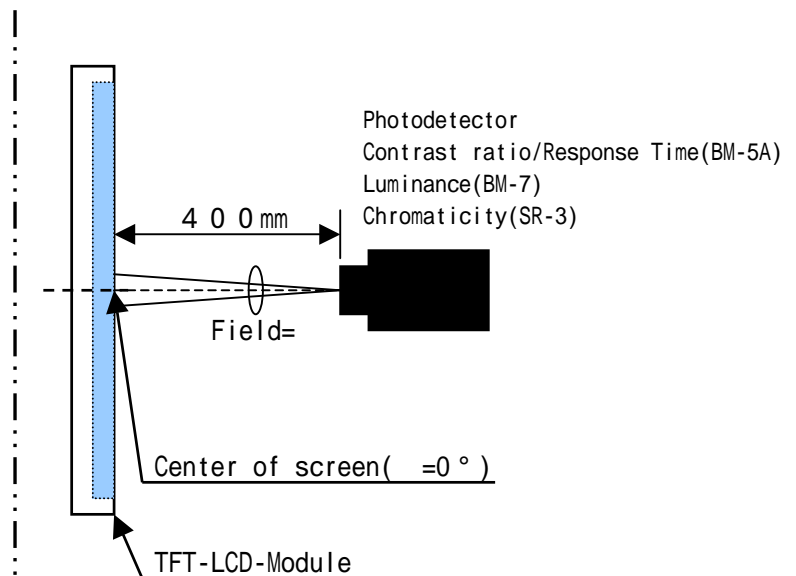 Photodetector
Contrast ratio/Response Time(BM-5A)
Luminance(BM-7)
Chromaticity(SR-3)
４００mm
Field=
Center of screen( =0°)
TFT-LCD-Module